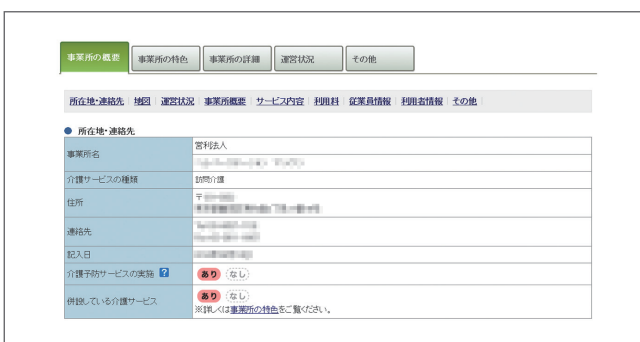 事業所の概要 事業所の特色 事業所の詳細 運営状況 その他
所在地・連絡先 地図 運営状況 事業所概要 サービス内容 利用料 従業員情報 利用者情報 その他
所在地・連絡先
事業所名 営利法人
介護サービスの種類 訪問介護
住所 〒
連絡先
記入日
介護予防サービスの実施 ? あり なし
併設している介護サービス あり なし
※詳しくは事業所の特色をご覧ください。